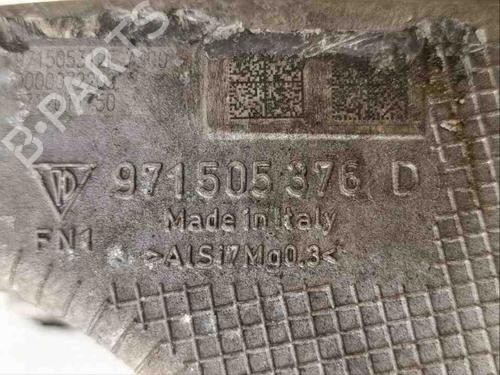 B-PARTS
971505376 D
Made in Italy
FN1
>AlSi7Mg0.3<